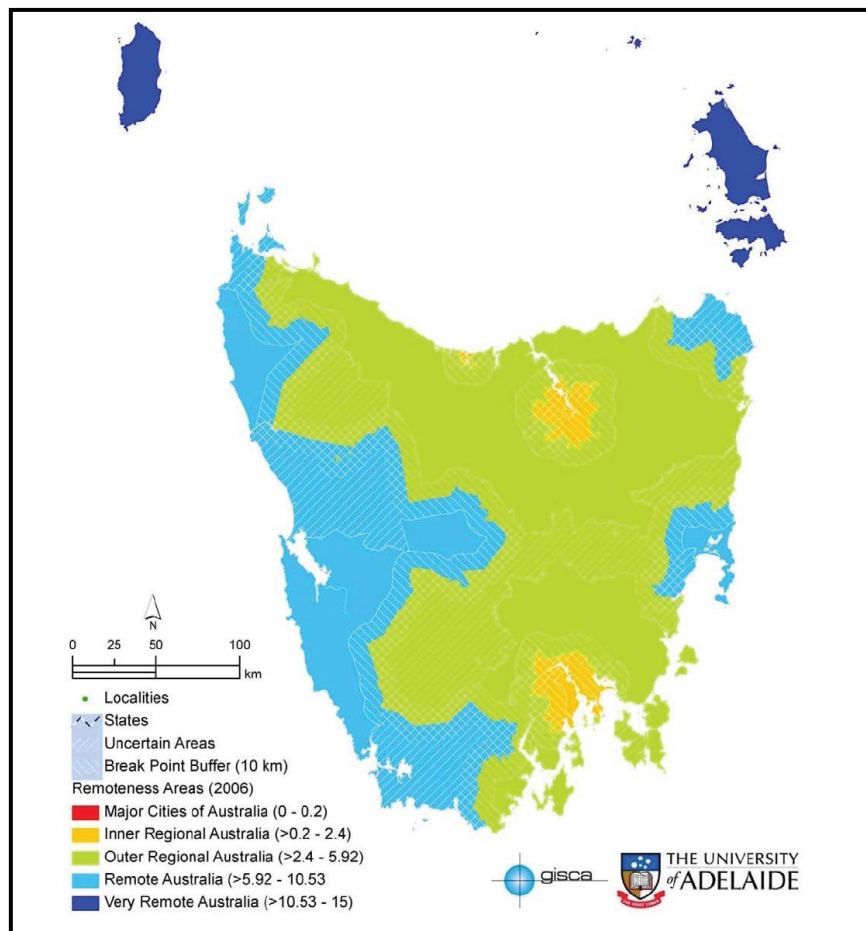 N
0 25 50 100
km
Localities
States
Uncertain Areas
Break Point Buffer (10 km)
Remoteness Areas (2006)
Major Cities of Australia (0 - 0.2)
Inner Regional Australia (>0.2 - 2.4)
Outer Regional Australia (>2.4 - 5.92)
Remote Australia (>5.92 - 10.53
Very Remote Australia (>10.53 - 15)
gisca
THE UNIVERSITY
of ADELAIDE